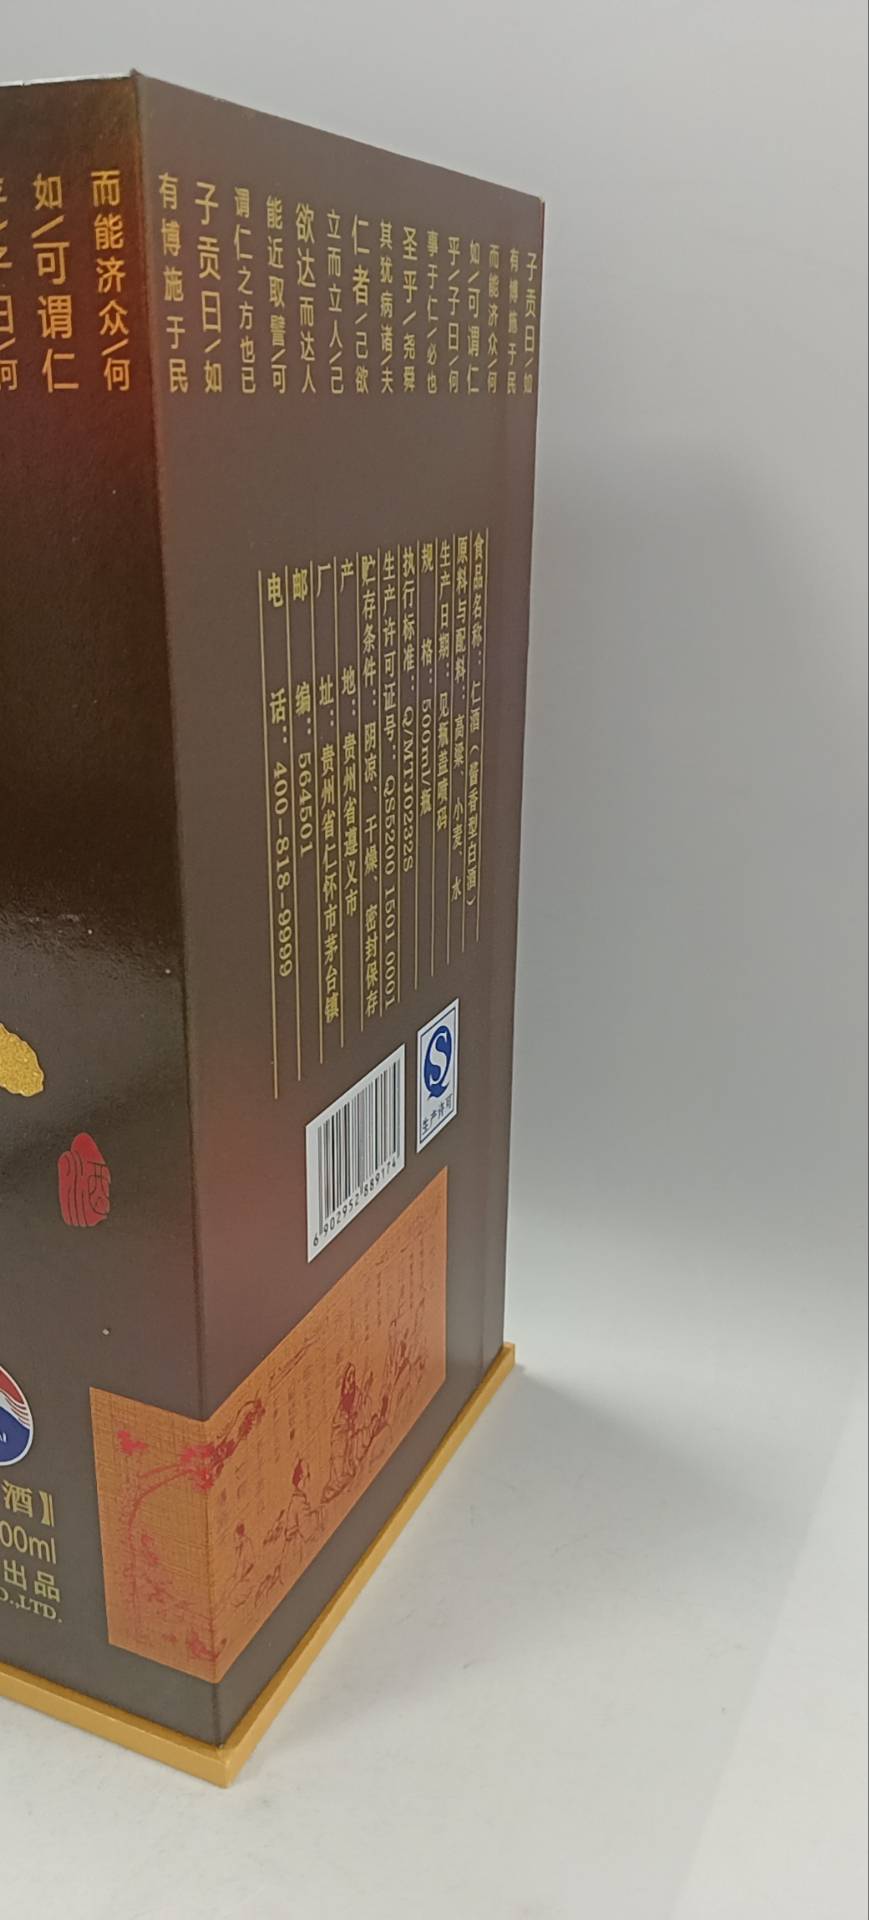 子贡曰\如
有博施于民
而能济众\何
如\可谓仁
乎\子曰\何
事于仁\必也
圣乎\尧舜
其犹病诸\夫
仁者\己欲
立而立人\己
欲达而达人
能近取譬\可
谓仁之方也已
子贡曰\如
有博施于民
而能济众\何
如\可谓仁
食品名称：仁酒（酱香型白酒）
原料与配料：高粱、小麦、水
生产日期：见瓶盖喷码
规格：500ml/瓶
执行标准：Q/MTJ0232S
生产许可证号：QS5200 1501 0001
贮存条件：阴凉、干燥、密封保存
产地：贵州省遵义市
厂址：贵州省仁怀市茅台镇
邮编：564501
电话：400-818-9999
QS
生产许可
6 902952 889174
酒
酒】
00ml
出品
O.,LTD.